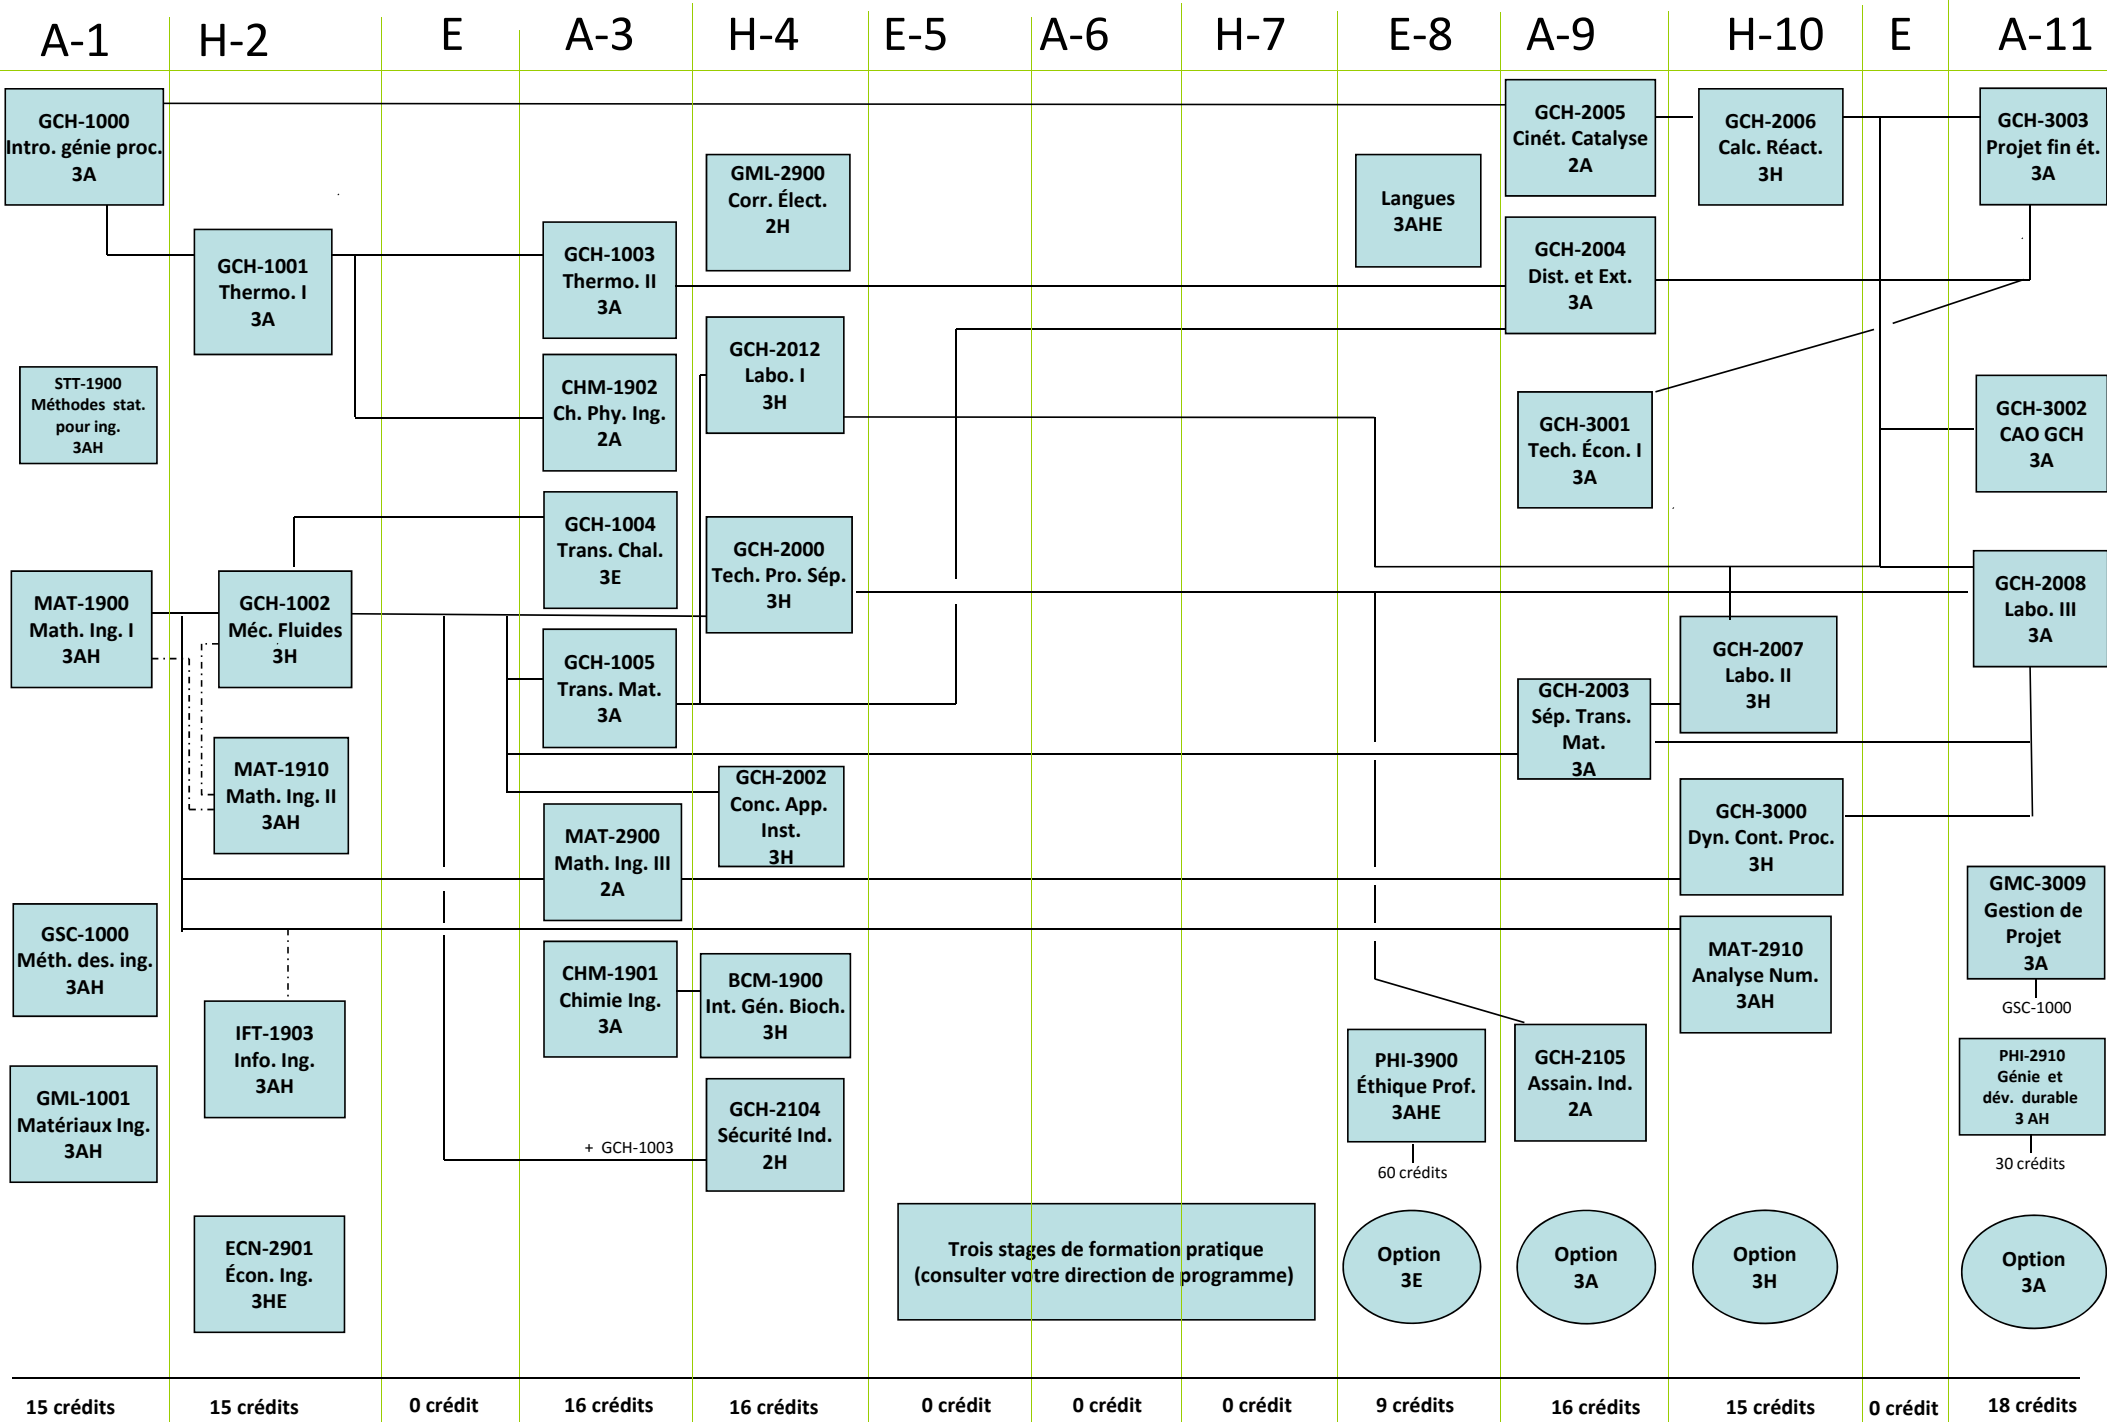 A-1
H-2
E
A-3
H-4
E-5
A-6
H-7
E-8
A-9
H-10
E
A-11
GCH-1000
Intro. génie proc.
3A
STT-1900
Méthodes stat.
pour ing.
3AH
MAT-1900
Math. Ing. I
3AH
GSC-1000
Méth. des. ing.
3AH
GML-1001
Matériaux Ing.
3AH
GCH-1001
Thermo. I
3A
GCH-1002
Méc. Fluides
3H
MAT-1910
Math. Ing. II
3AH
IFT-1903
Info. Ing.
3AH
ECN-2901
Écon. Ing.
3HE
GCH-1003
Thermo. II
3A
CHM-1902
Ch. Phy. Ing.
2A
GCH-1004
Trans. Chal.
3E
GCH-1005
Trans. Mat.
3A
MAT-2900
Math. Ing. III
2A
CHM-1901
Chimie Ing.
3A
+ GCH-1003
GML-2900
Corr. Élect.
2H
GCH-2012
Labo. I
3H
GCH-2000
Tech. Pro. Sép.
3H
GCH-2002
Conc. App.
Inst.
3H
BCM-1900
Int. Gén. Bioch.
3H
GCH-2104
Sécurité Ind.
2H
Trois stages de formation pratique
(consulter votre direction de programme)
Langues
3AHE
PHI-3900
Éthique Prof.
3AHE
60 crédits
Option
3E
GCH-2005
Cinét. Catalyse
2A
GCH-2004
Dist. et Ext.
3A
GCH-3001
Tech. Écon. I
3A
GCH-2003
Sép. Trans.
Mat.
3A
GCH-2105
Assain. Ind.
2A
Option
3A
GCH-2006
Calc. Réact.
3H
GCH-2007
Labo. II
3H
GCH-3000
Dyn. Cont. Proc.
3H
MAT-2910
Analyse Num.
3AH
Option
3H
GCH-3003
Projet fin ét.
3A
GCH-3002
CAO GCH
3A
GCH-2008
Labo. III
3A
GMC-3009
Gestion de
Projet
3A
GSC-1000
PHI-2910
Génie et
dév. durable
3 AH
30 crédits
Option
3A
15 crédits
15 crédits
0 crédit
16 crédits
16 crédits
0 crédit
0 crédit
0 crédit
9 crédits
16 crédits
15 crédits
0 crédit
18 crédits